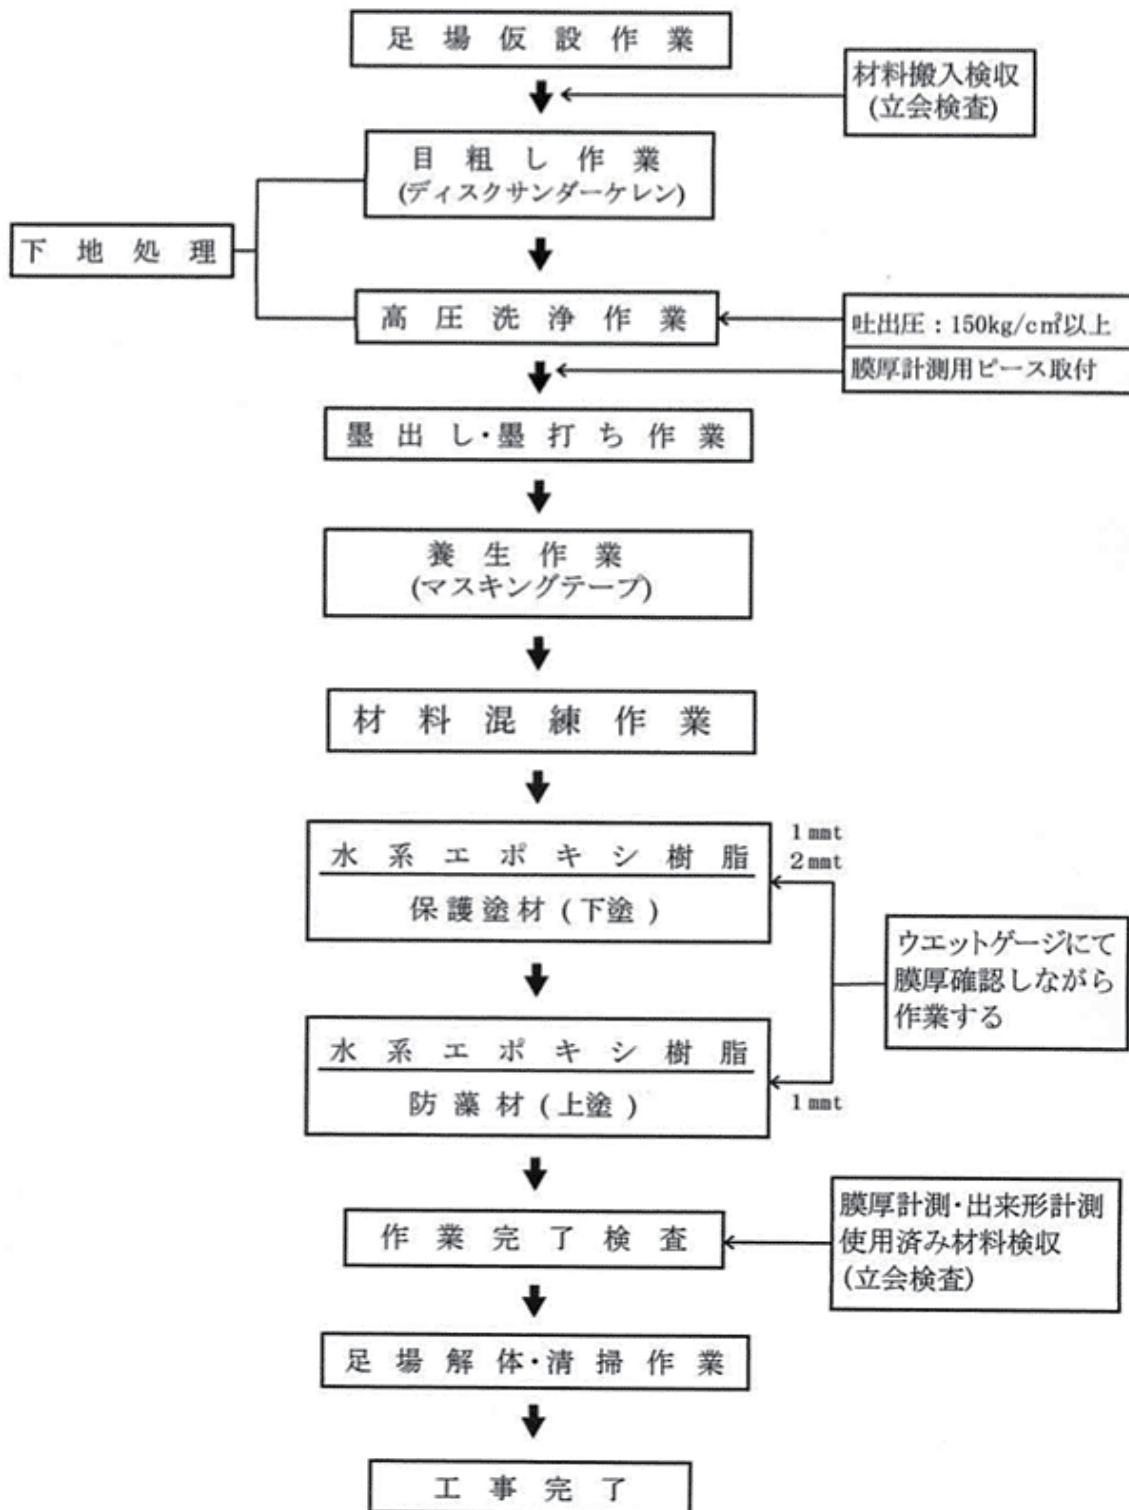 足場仮設作業
材料搬入検収
(立会検査)
目粗し作業
(ディスクサンダーケレン)
下地処理
高圧洗浄作業
吐出圧：150kg/c㎡以上
膜厚計測用ピース取付
墨出し・墨打ち作業
養生作業
(マスキングテープ)
材料混練作業
水系エポキシ樹脂
保護塗材(下塗)
1㎜t
2㎜t
ウエットゲージにて
膜厚確認しながら
作業する
水系エポキシ樹脂
防藻材(上塗)
1㎜t
作業完了検査
膜厚計測・出来形計測
使用済み材料検収
(立会検査)
足場解体・清掃作業
工事完了